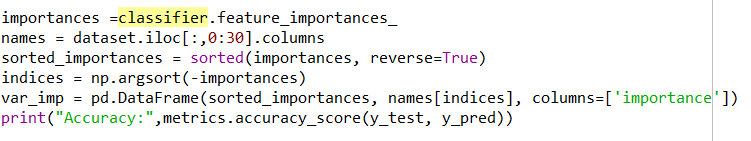 importances =classifier.feature_importances_
names = dataset.iloc[:,0:30].columns
sorted_importances = sorted(importances, reverse=True)
indices = np.argsort(-importances)
var_imp = pd.DataFrame(sorted_importances, names[indices], columns=['importance'])
print("Accuracy:",metrics.accuracy_score(y_test, y_pred))